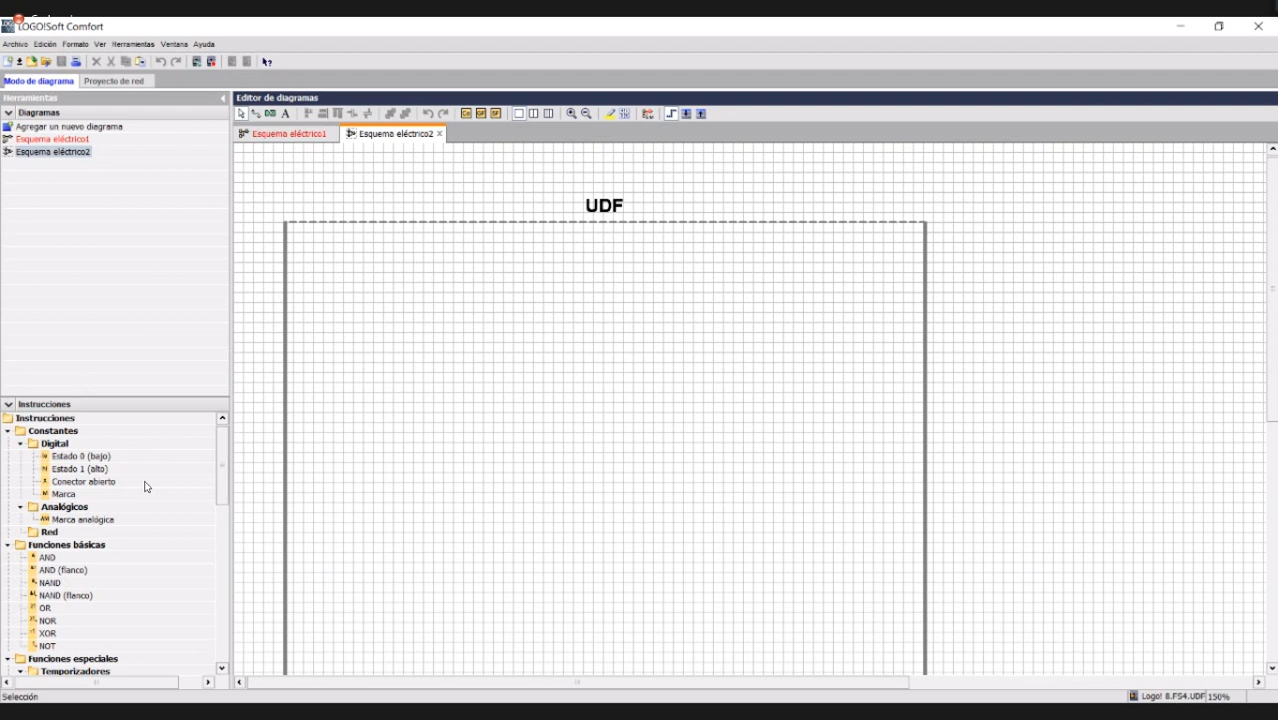 LOGO!Soft Comfort
Archivo Edición Formato Ver Herramientas Ventana Ayuda
Modo de diagrama Proyecto de red
Herramientas
Editor de diagramas
Diagramas
Agregar un nuevo diagrama
Esquema eléctrico1
Esquema eléctrico2
Esquema eléctrico1 Esquema eléctrico2
UDF
Instrucciones
Instrucciones
Constantes
Digital
Estado 0 (bajo)
Estado 1 (alto)
Conector abierto
Marca
Analógicos
Marca analógica
Red
Funciones básicas
AND
AND (flanco)
NAND
NAND (flanco)
OR
NOR
XOR
NOT
Funciones especiales
Temporizadores
Selección
Logo! 8.FS4.UDF 150%